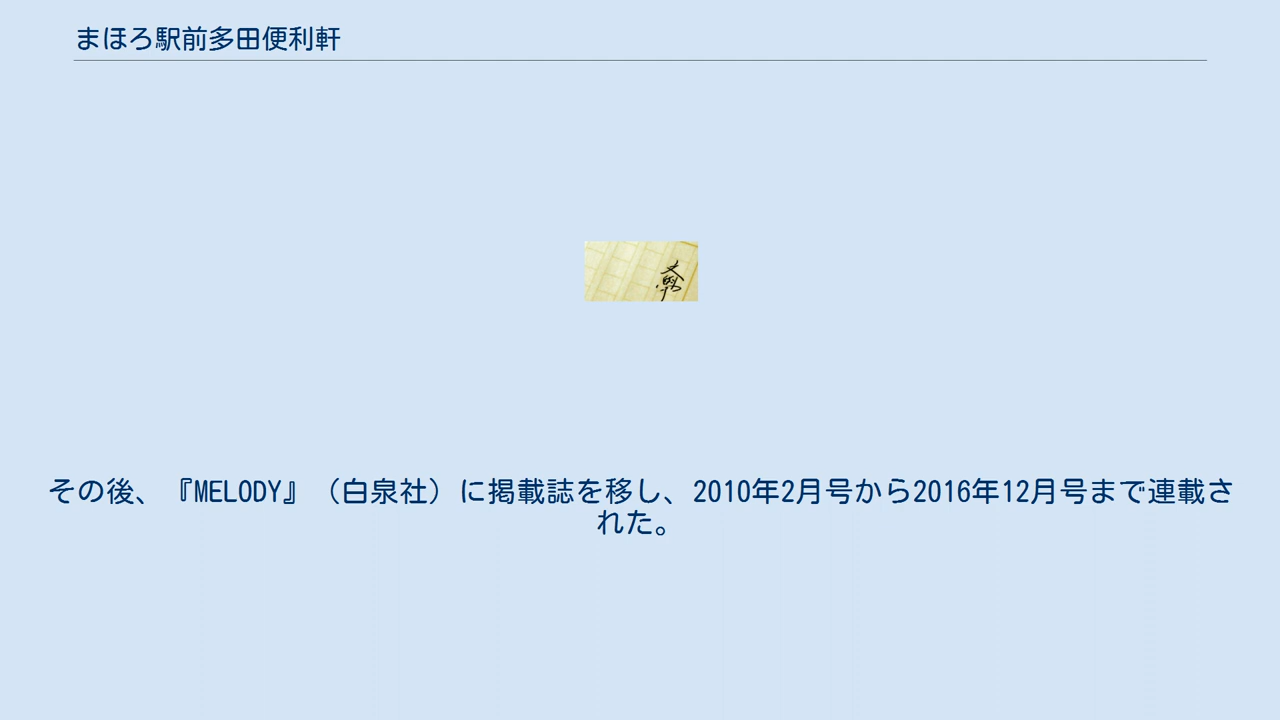 まほろ駅前多田便利軒
その後、『MELODY』（白泉社）に掲載誌を移し、2010年2月号から2016年12月号まで連載さ
れた。